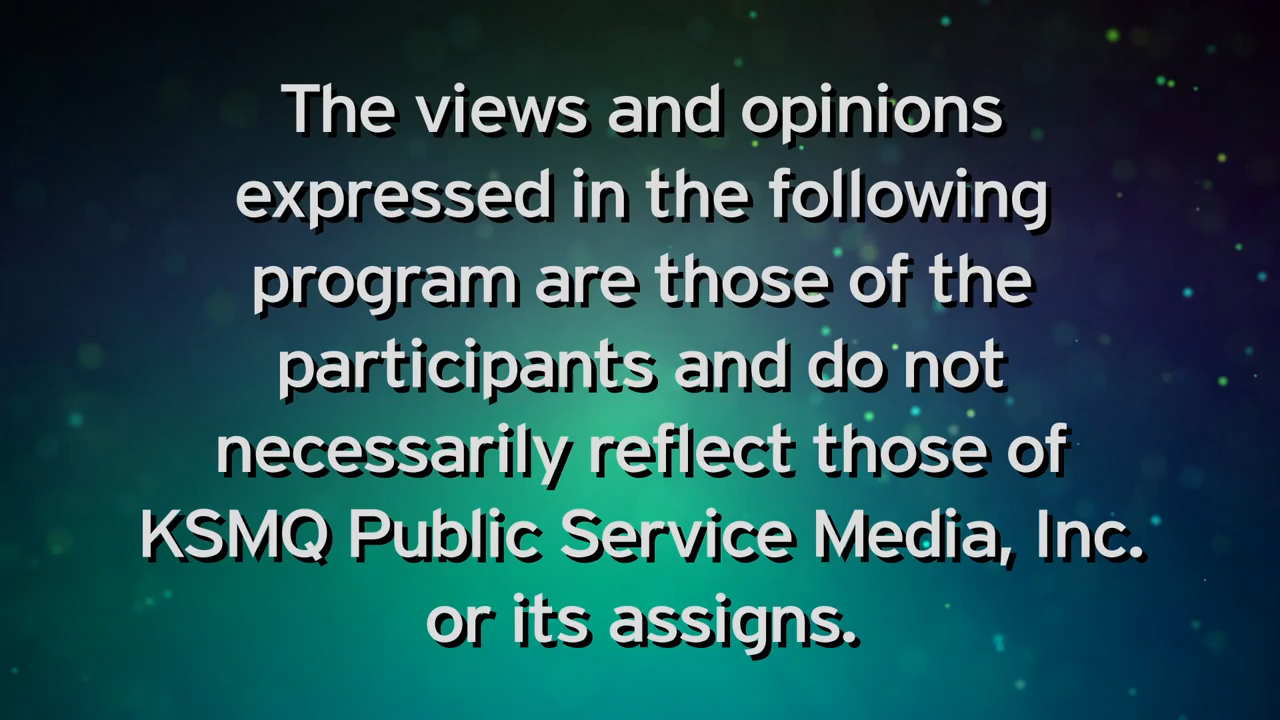 The views and opinions
expressed in the following
program are those of the
participants and do not
necessarily reflect those of
KSMQ Public Service Media, Inc.
or its assigns.